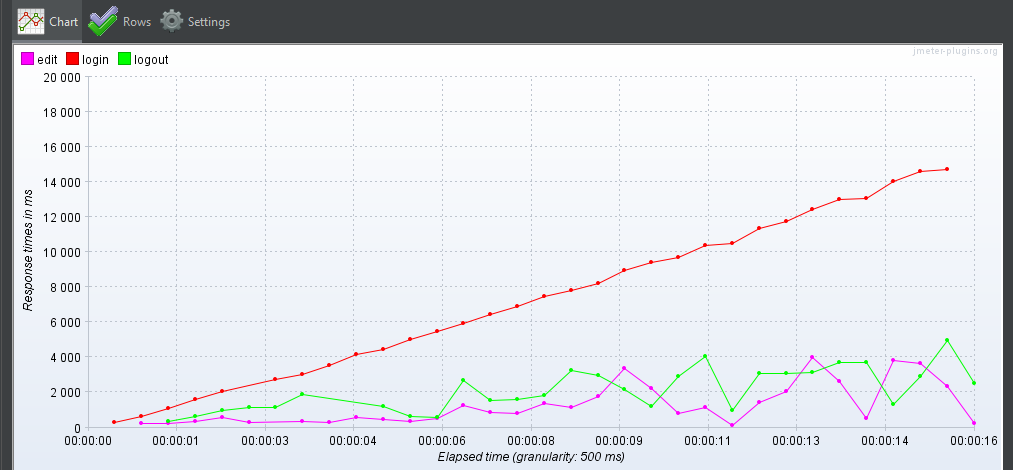 Chart Rows Settings
jmeter-plugins.org
edit login logout
20 000
18 000
16 000
14 000
12 000
10 000
8 000
6 000
4 000
2 000
0
Response times in ms
00:00:00 00:00:01 00:00:03 00:00:04 00:00:06 00:00:08 00:00:09 00:00:11 00:00:13 00:00:14 00:00:16
Elapsed time (granularity: 500 ms)